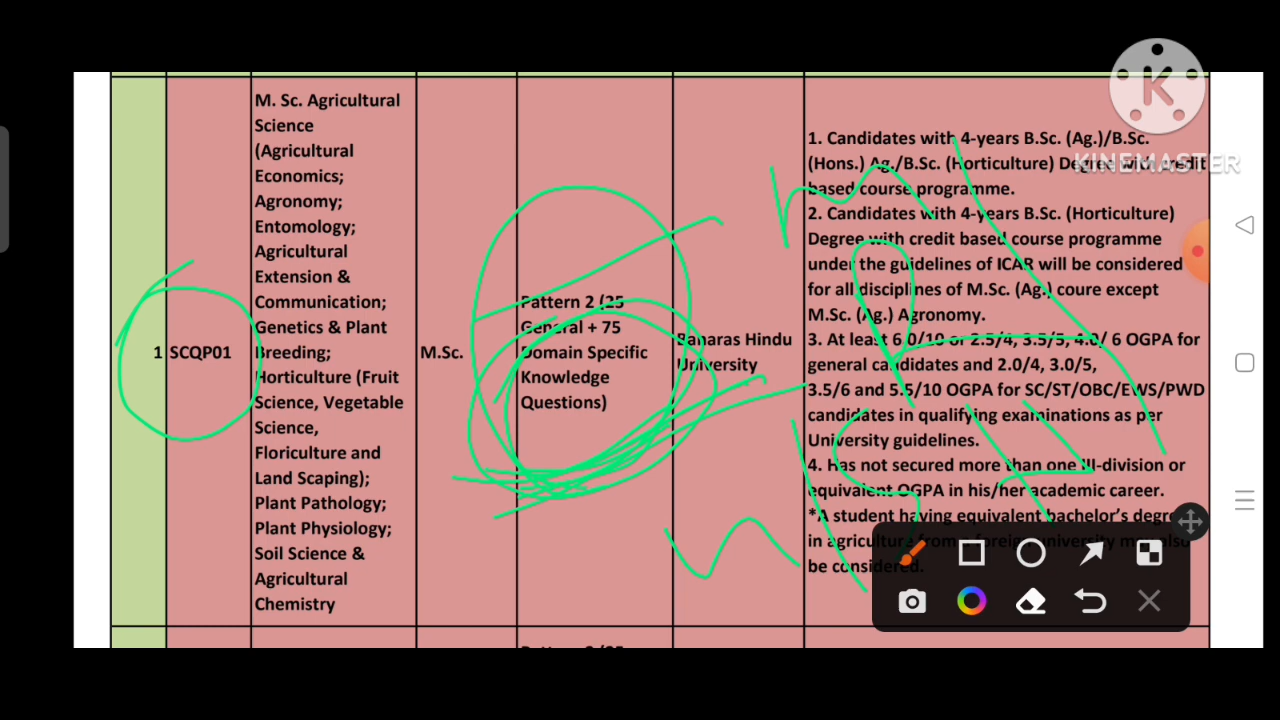 KINEMASTER
1 SCQP01
M. Sc. Agricultural
Science
(Agricultural
Economics;
Agronomy;
Entomology;
Agricultural
Extension &
Communication;
Genetics & Plant
Breeding;
Horticulture (Fruit
Science, Vegetable
Science,
Floriculture and
Land Scaping);
Plant Pathology;
Plant Physiology;
Soil Science &
Agricultural
Chemistry
M.Sc.
Pattern 2 (25
General + 75
Domain Specific
Knowledge
Questions)
Banaras Hindu
University
1. Candidates with 4-years B.Sc. (Ag.)/B.Sc.
(Hons.) Ag./B.Sc. (Horticulture) Degree with credit
based course programme.
2. Candidates with 4-years B.Sc. (Horticulture)
Degree with credit based course programme
under the guidelines of ICAR will be considered
for all disciplines of M.Sc. (Ag.) coure except
M.Sc. (Ag.) Agronomy.
3. At least 6.0/10 or 2.5/4, 3.5/5, 4.0/ 6 OGPA for
general candidates and 2.0/4, 3.0/5,
3.5/6 and 5.5/10 OGPA for SC/ST/OBC/EWS/PWD
candidates in qualifying examinations as per
University guidelines.
4. Has not secured more than one III-division or
equivalent OGPA in his/her academic career.
*A student having equivalent bachelor's degree
in agriculture from a foreign university may also
be considered.